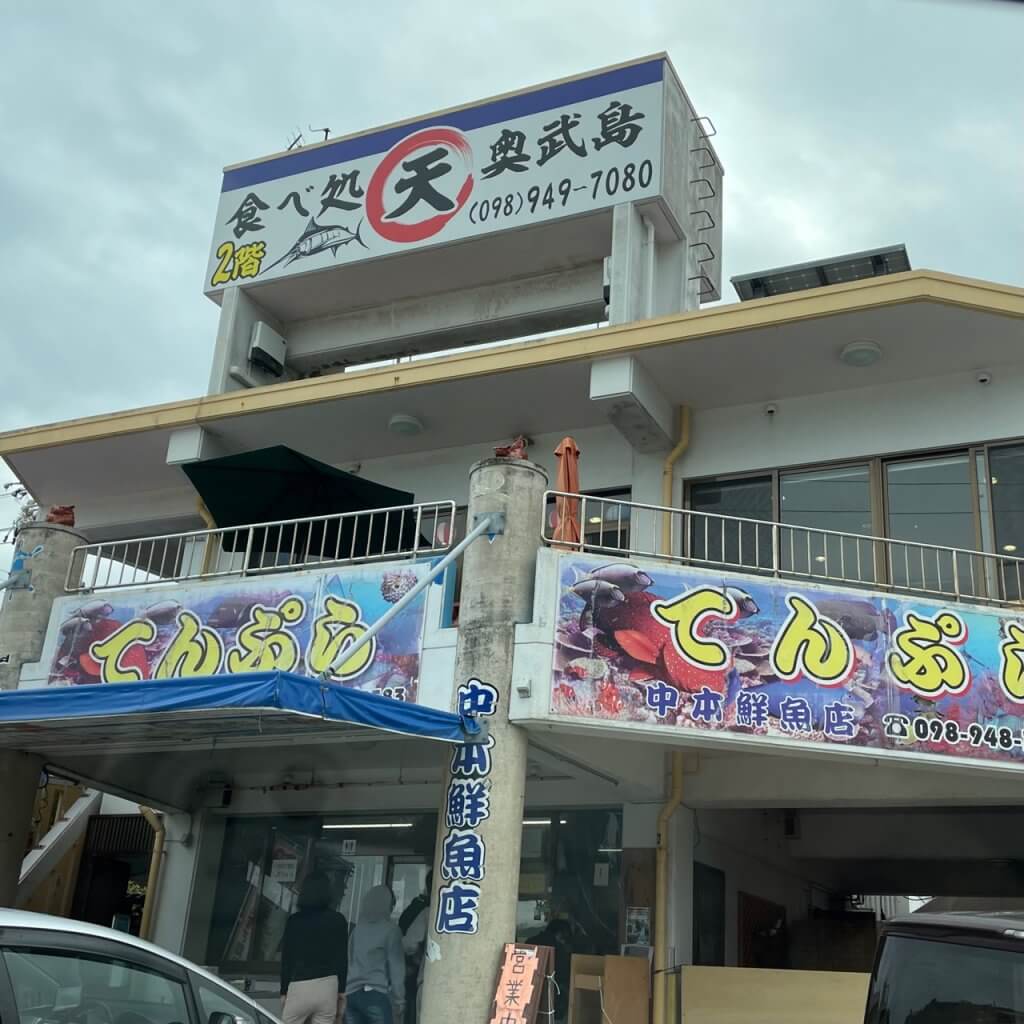 食べ処 天 奥武島
2階
(098)949-7080
てんぷら
てんぷら
中本鮮魚店
☎098-948-
中本鮮魚店
営業中